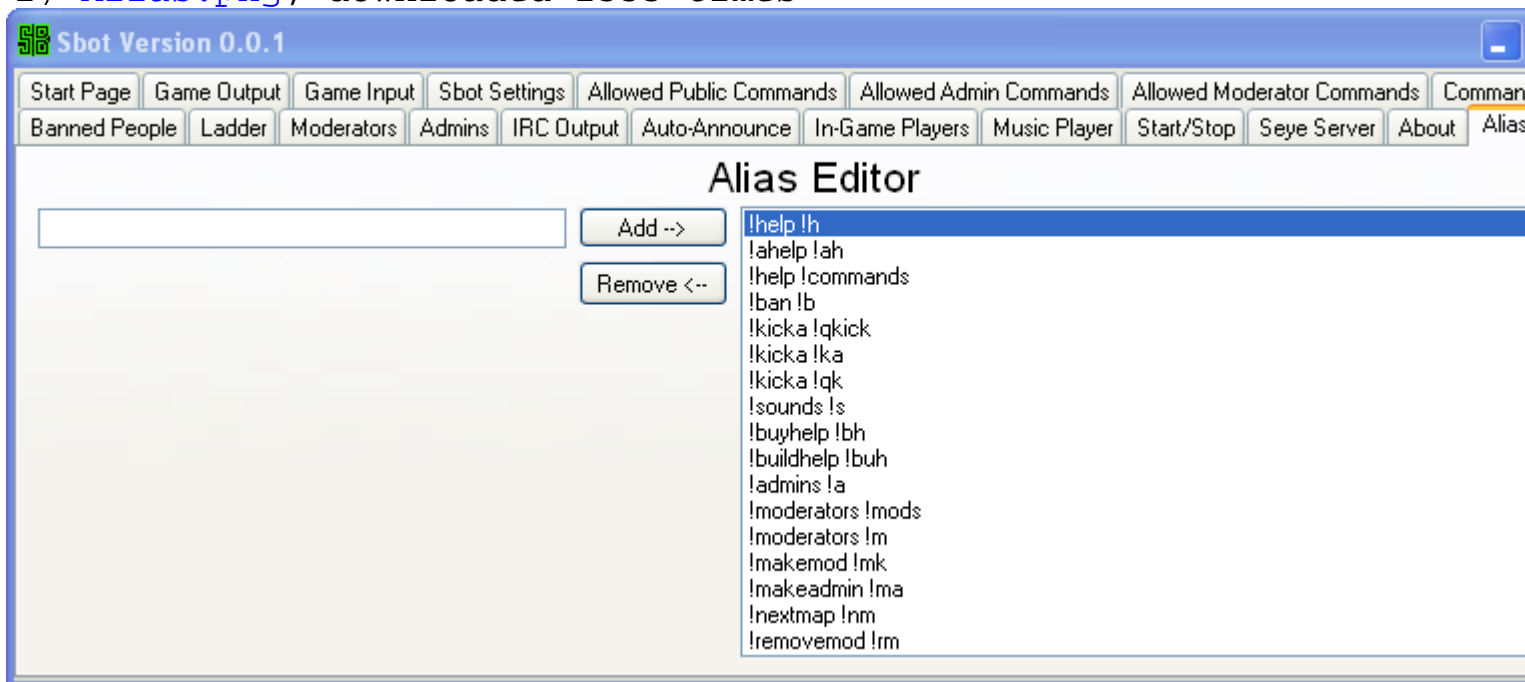 Sbot Version 0.0.1
Start Page Game Output Game Input Sbot Settings Allowed Public Commands Allowed Admin Commands Allowed Moderator Commands
Banned People Ladder Moderators Admins IRC Output Auto-Announce In-Game Players Music Player Start/Stop Seye Server About Alias
Alias Editor
Add -->
Remove <--
!help !h
!ahelp !ah
!help !commands
!ban !b
!kicka !qkick
!kicka !ka
!kicka !qk
!sounds !s
!buyhelp !bh
!buildhelp !buh
!admins !a
!moderators !mods
!moderators !m
!makemod !mk
!makeadmin !ma
!nextmap !nm
!removemod !rm